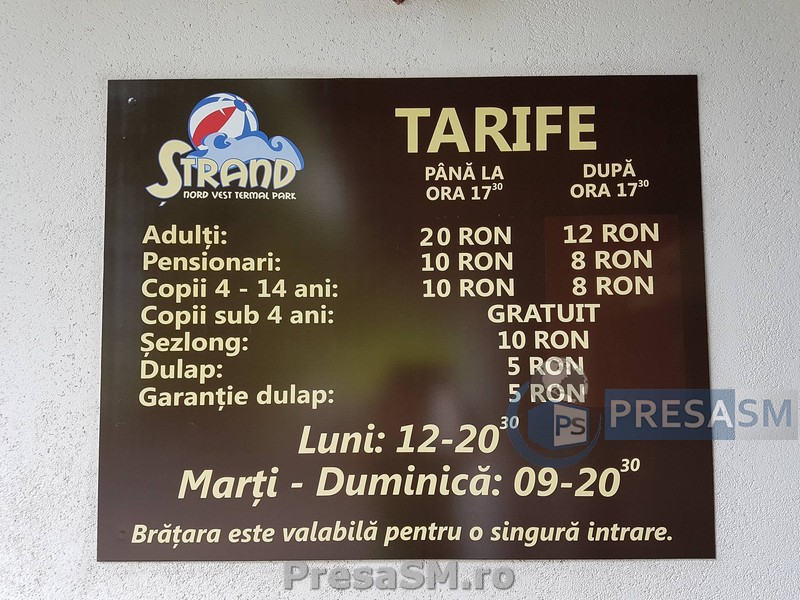 ȘTRAND
NORD VEST TERMAL PARK
TARIFE
PÂNĂ LA
ORA 17³⁰
DUPĂ
ORA 17³⁰
Adulți: 20 RON 12 RON
Pensionari: 10 RON 8 RON
Copii 4 - 14 ani: 10 RON 8 RON
Copii sub 4 ani: GRATUIT
Șezlong: 10 RON
Dulap: 5 RON
Garanție dulap: 5 RON
Luni: 12-20³⁰
Marți - Duminică: 09-20³⁰
Brățara este valabilă pentru o singură intrare.
PS PRESASM
PresaSM.ro